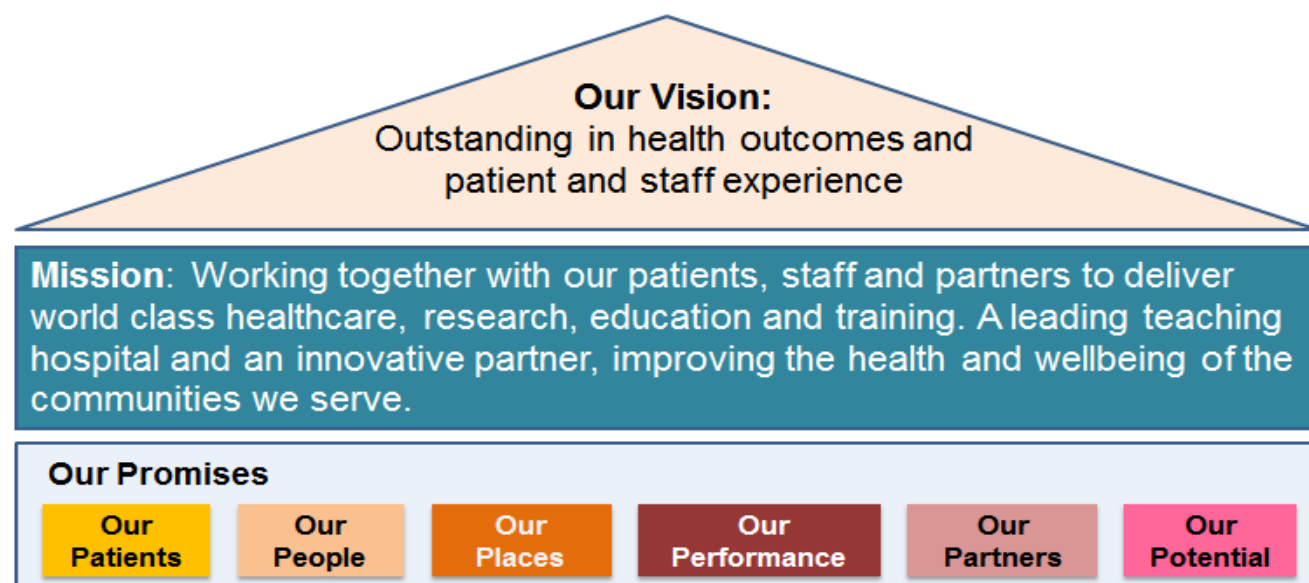 Our Vision:
Outstanding in health outcomes and
patient and staff experience
Mission: Working together with our patients, staff and partners to deliver
world class healthcare, research, education and training. A leading teaching
hospital and an innovative partner, improving the health and wellbeing of the
communities we serve.
Our Promises
Our
Patients
Our
People
Our
Places
Our
Performance
Our
Partners
Our
Potential